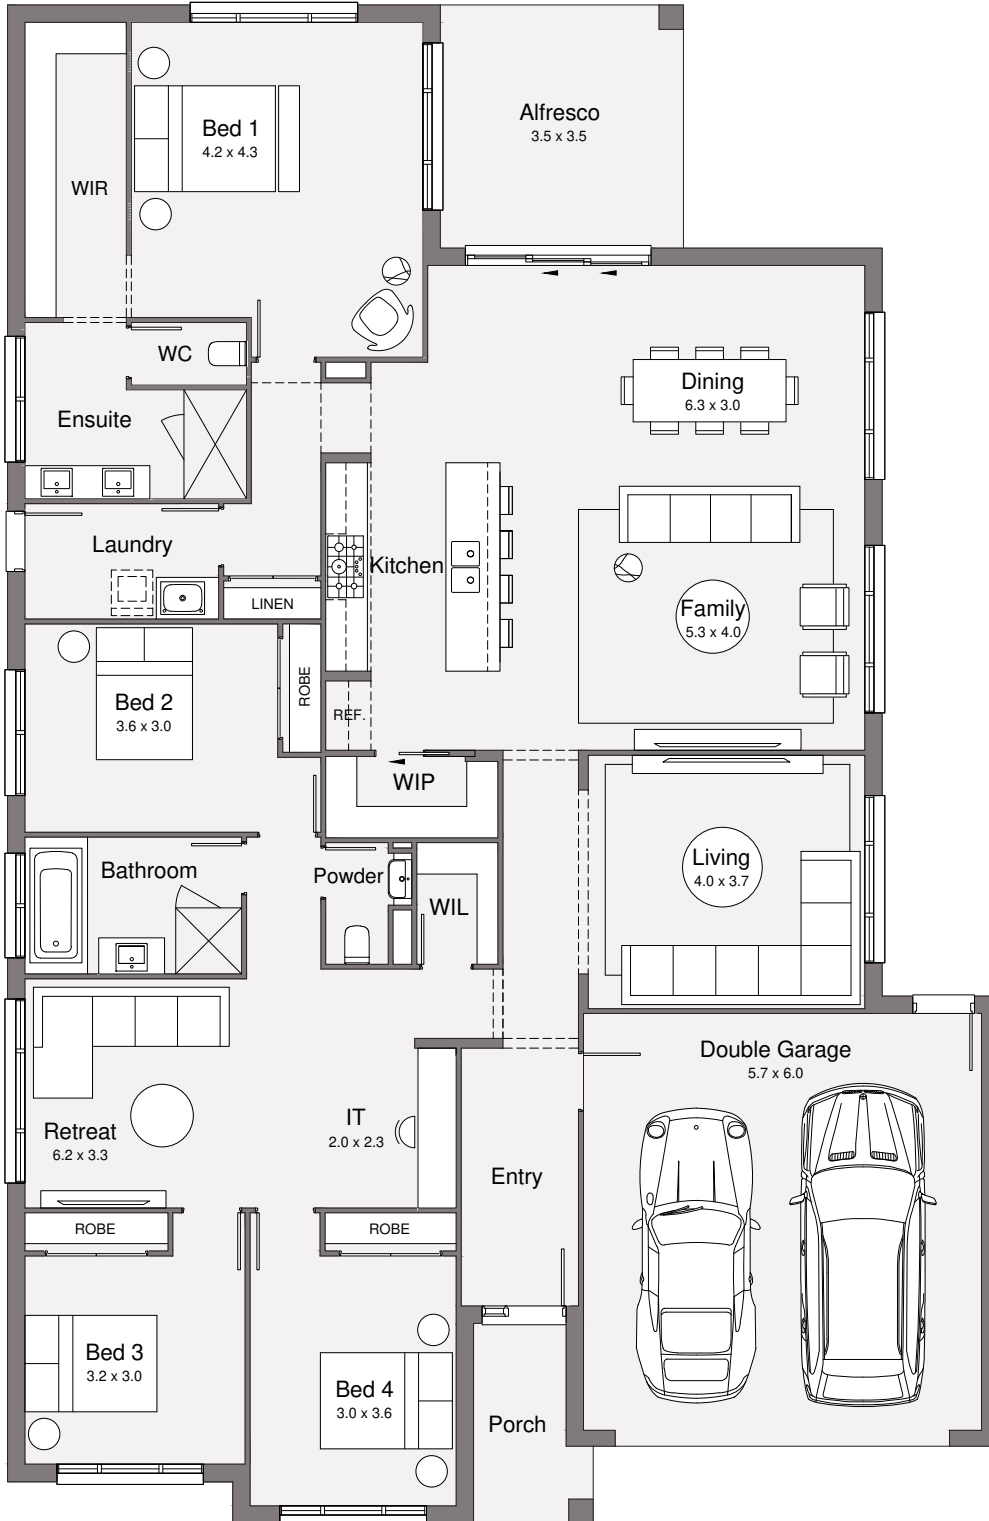 Bed 1
4.2 x 4.3
Alfresco
3.5 x 3.5
WIR
WC
Ensuite
Dining
6.3 x 3.0
Laundry
LINEN
Kitchen
Family
5.3 x 4.0
Bed 2
3.6 x 3.0
ROBE
REF.
WIP
Bathroom
Powder
WIL
Living
4.0 x 3.7
Double Garage
5.7 x 6.0
Retreat
6.2 x 3.3
IT
2.0 x 2.3
Entry
ROBE
ROBE
Bed 3
3.2 x 3.0
Bed 4
3.0 x 3.6
Porch